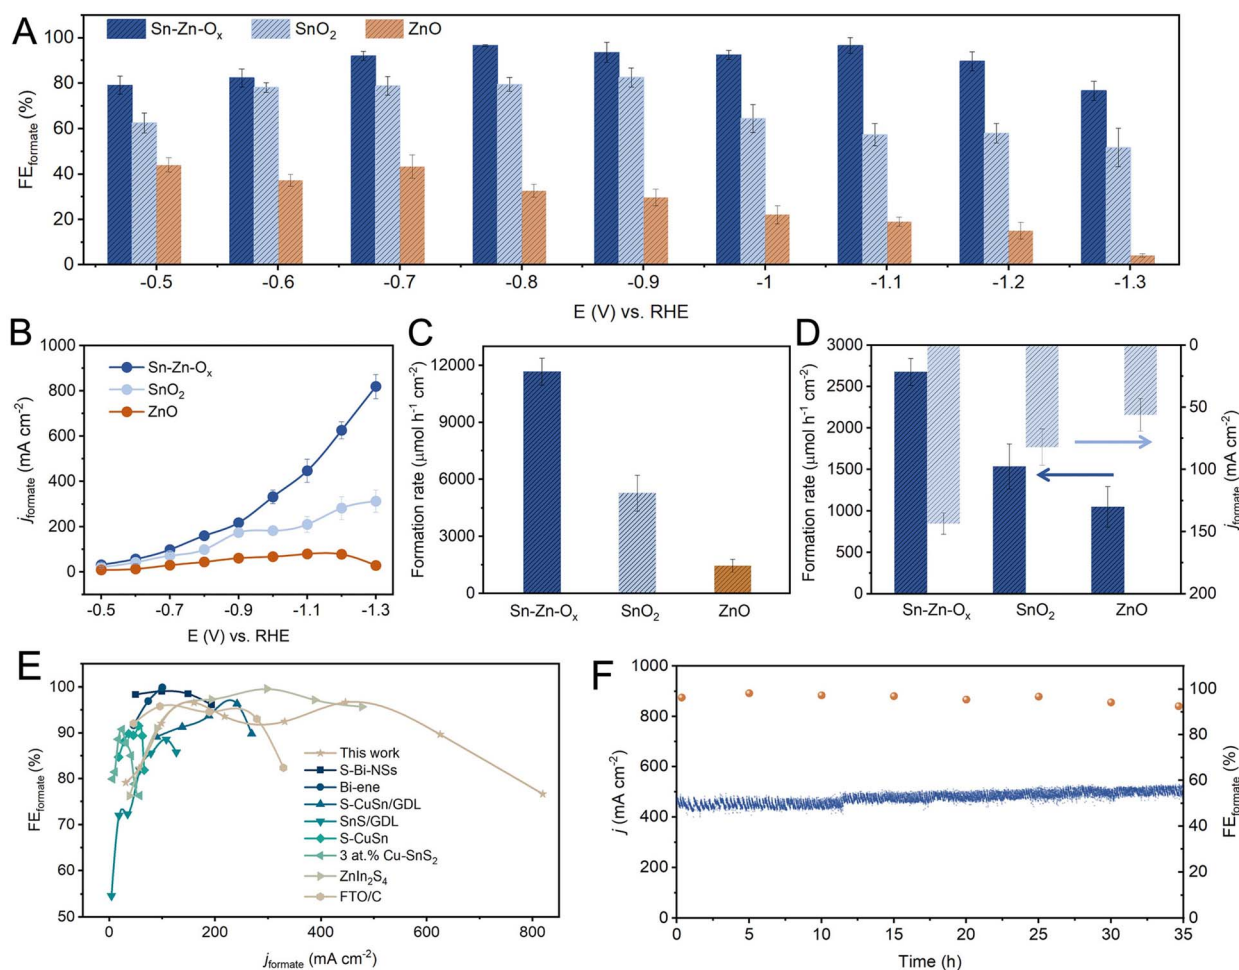 A
Sn-Zn-Oₓ
SnO₂
ZnO
FE_formate (%)
100
80
60
40
20
0
-0.5 -0.6 -0.7 -0.8 -0.9 -1 -1.1 -1.2 -1.3
E (V) vs. RHE
B
Sn-Zn-Oₓ
SnO₂
ZnO
j_formate (mA cm⁻²)
1000
800
600
400
200
0
-0.5 -0.7 -0.9 -1.1 -1.3
E (V) vs. RHE
C
Formation rate (μmol h⁻¹ cm⁻²)
12000
9000
6000
3000
0
Sn-Zn-Oₓ SnO₂ ZnO
D
Formation rate (μmol h⁻¹ cm⁻²)
3000
2500
2000
1500
1000
500
0
Sn-Zn-Oₓ SnO₂ ZnO
0
50
100
150
200
j_formate (mA cm⁻²)
E
FE_formate (%)
100
90
80
70
60
50
This work
S-Bi-NSs
Bi-ene
S-CuSn/GDL
SnS/GDL
S-CuSn
3 at.% Cu-SnS₂
ZnIn₂S₄
FTO/C
0 200 400 600 800
j_formate (mA cm⁻²)
F
j (mA cm⁻²)
1000
800
600
400
200
0
0 5 10 15 20 25 30 35
Time (h)
100
80
60
40
20
0
FE_formate (%)